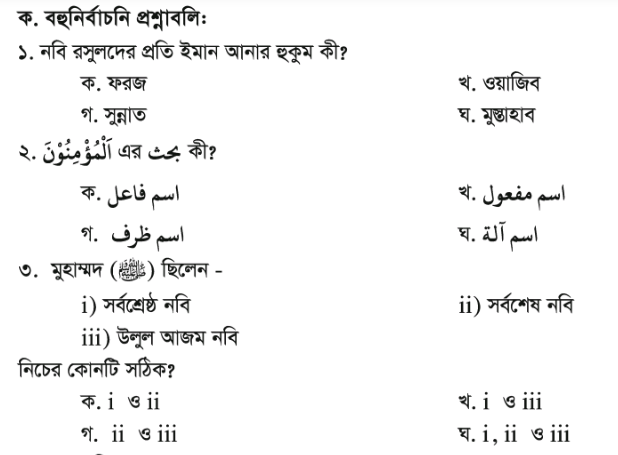 ক. বহুনির্বাচনি প্রশ্নাবলি:
১. নবি রসুলদের প্রতি ইমান আনার হুকুম কী?
ক. ফরজ খ. ওয়াজিব
গ. সুন্নাত ঘ. মুস্তাহাব
২. اَلْمُؤْمِنُوْنَ এর بحث কী?
ক. اسم فاعل খ. اسم مفعول
গ. اسم ظرف ঘ. اسم آلة
৩. মুহাম্মদ (ﷺ) ছিলেন -
i) সর্বশ্রেষ্ঠ নবি ii) সর্বশেষ নবি
iii) উলুল আজম নবি
নিচের কোনটি সঠিক?
ক. i ও ii খ. i ও iii
গ. ii ও iii ঘ. i, ii ও iii